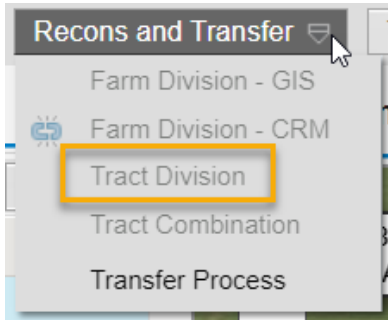 Recons and Transfer
Farm Division - GIS
Farm Division - CRM
Tract Division
Tract Combination
Transfer Process